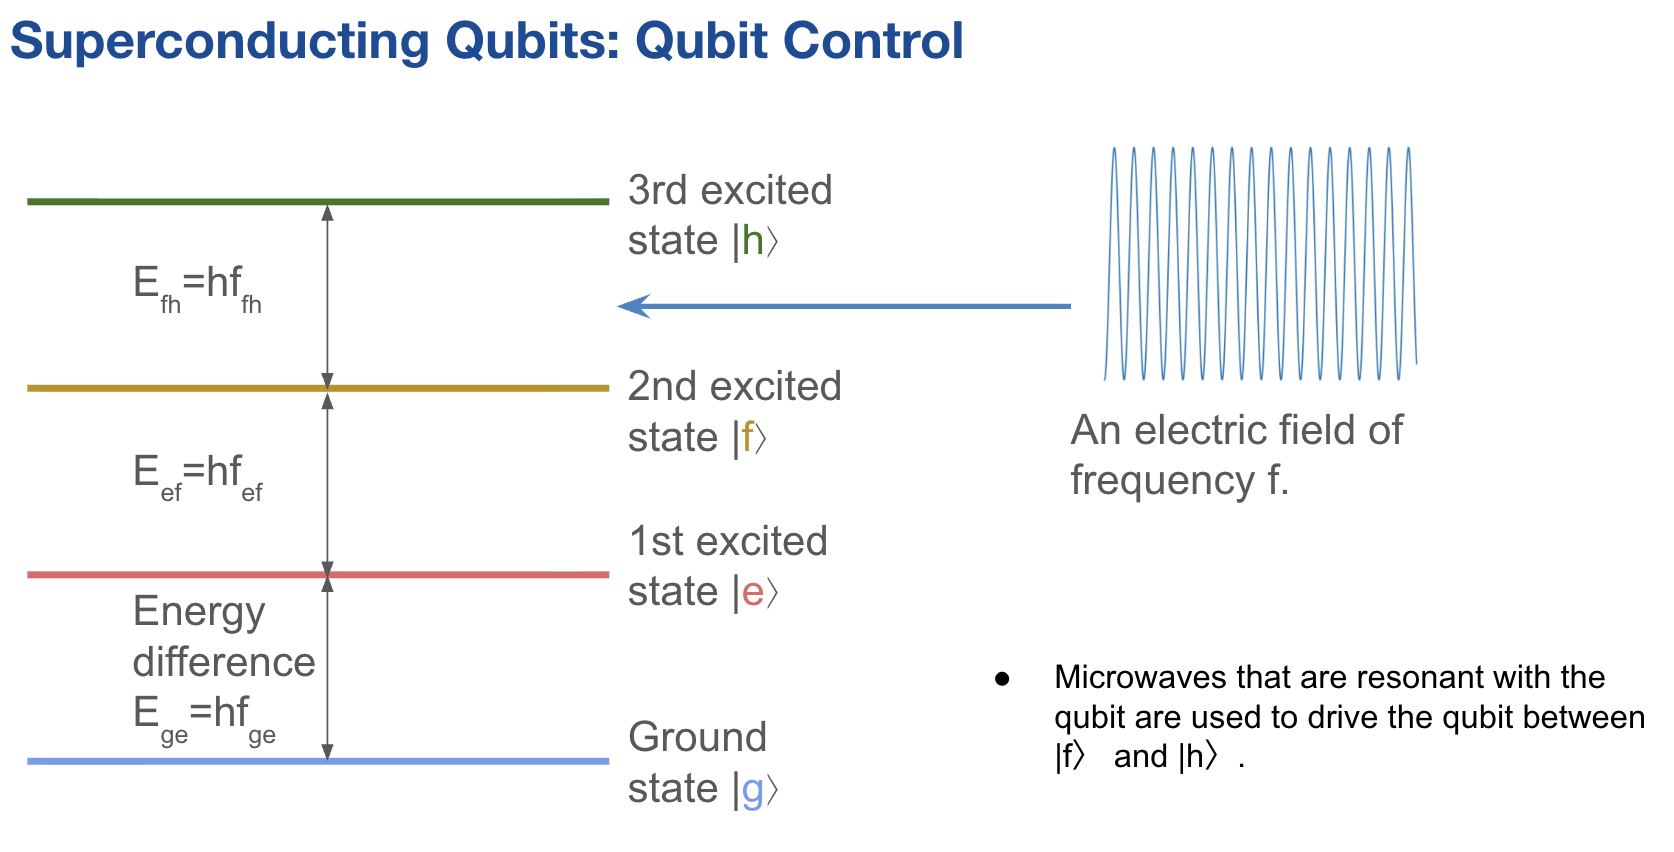 Superconducting Qubits: Qubit Control
3rd excited
state |h〉
E_fh=hf_fh
2nd excited
state |f〉
An electric field of
frequency f.
E_ef=hf_ef
1st excited
state |e〉
Energy
difference
E_ge=hf_ge
Ground
state |g〉
● Microwaves that are resonant with the
qubit are used to drive the qubit between
|f〉 and |h〉.